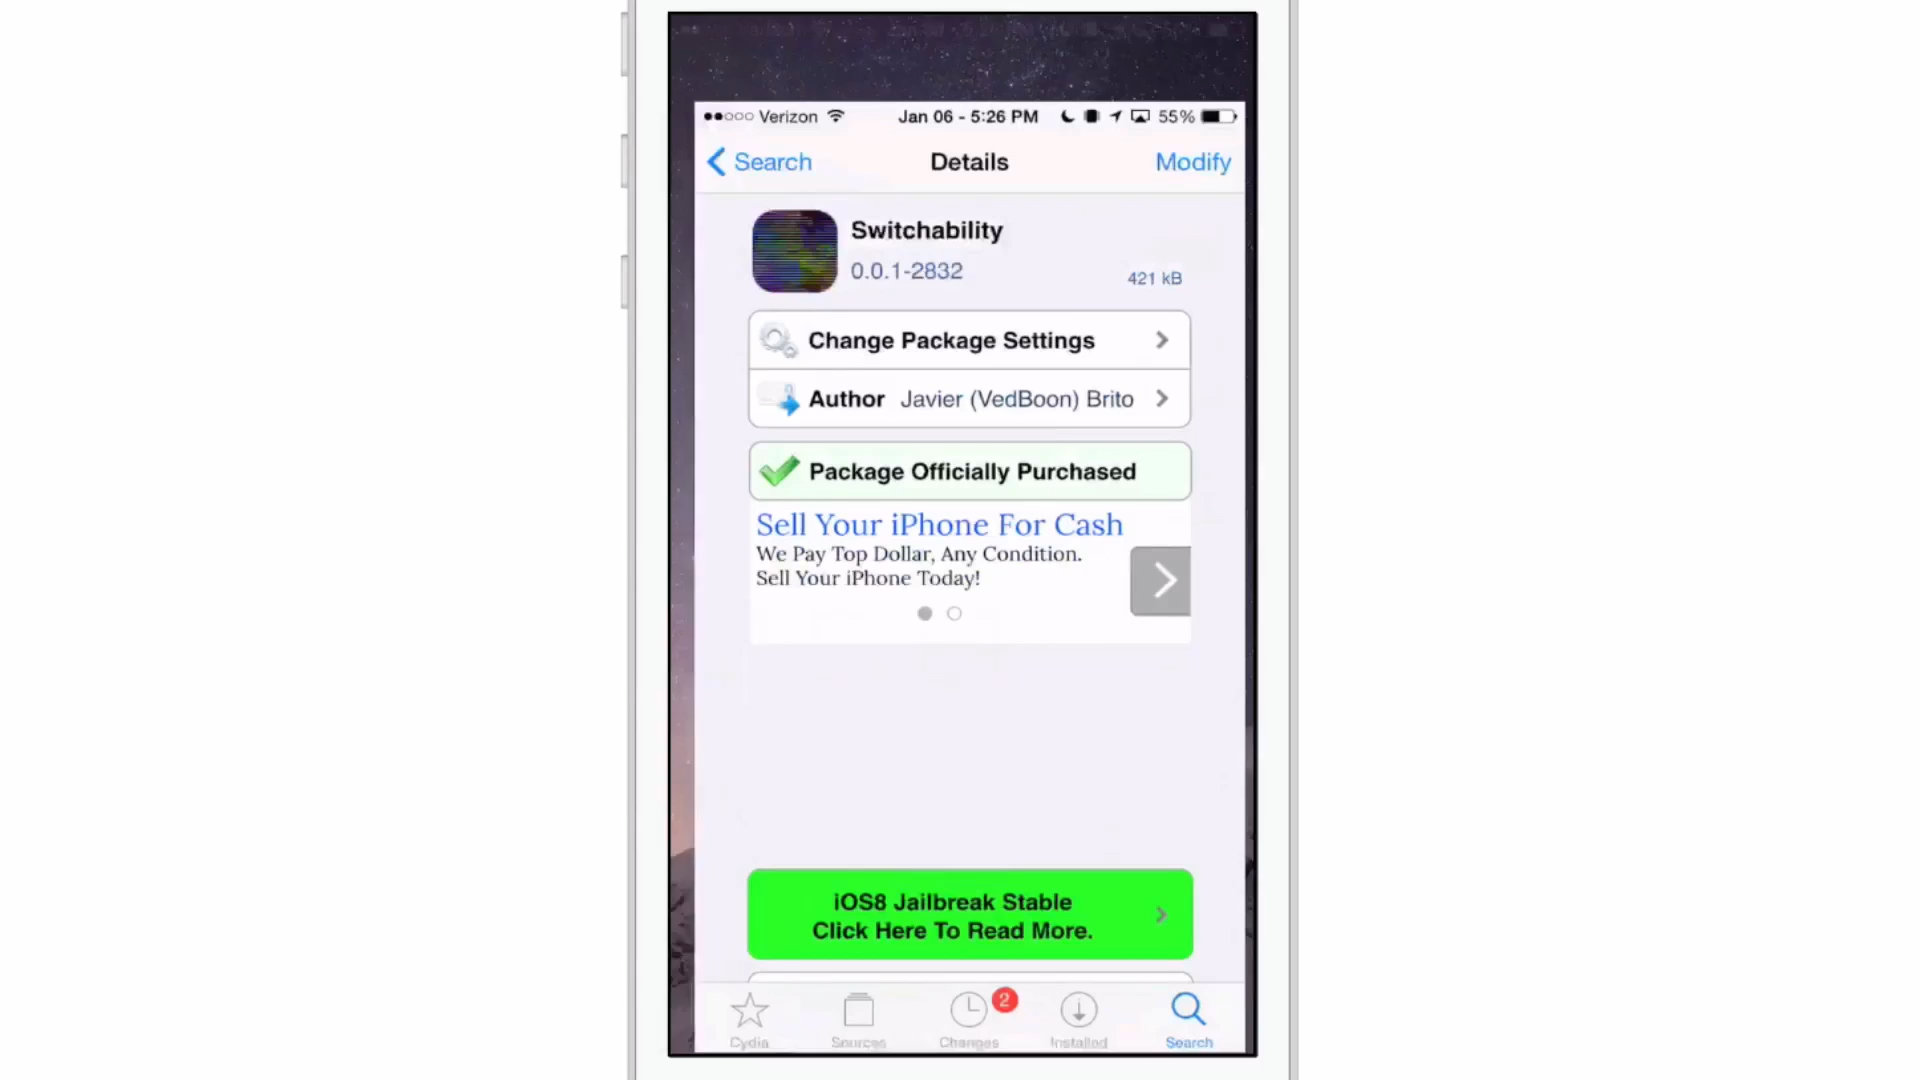 Verizon Jan 06 - 5:26 PM 55%
Search Details Modify
Switchability
0.0.1-2832
421 kB
Change Package Settings
Author Javier (VedBoon) Brito
Package Officially Purchased
Sell Your iPhone For Cash
We Pay Top Dollar, Any Condition.
Sell Your iPhone Today!
iOS8 Jailbreak Stable
Click Here To Read More.
2
Cydia Sources Changes Installed Search